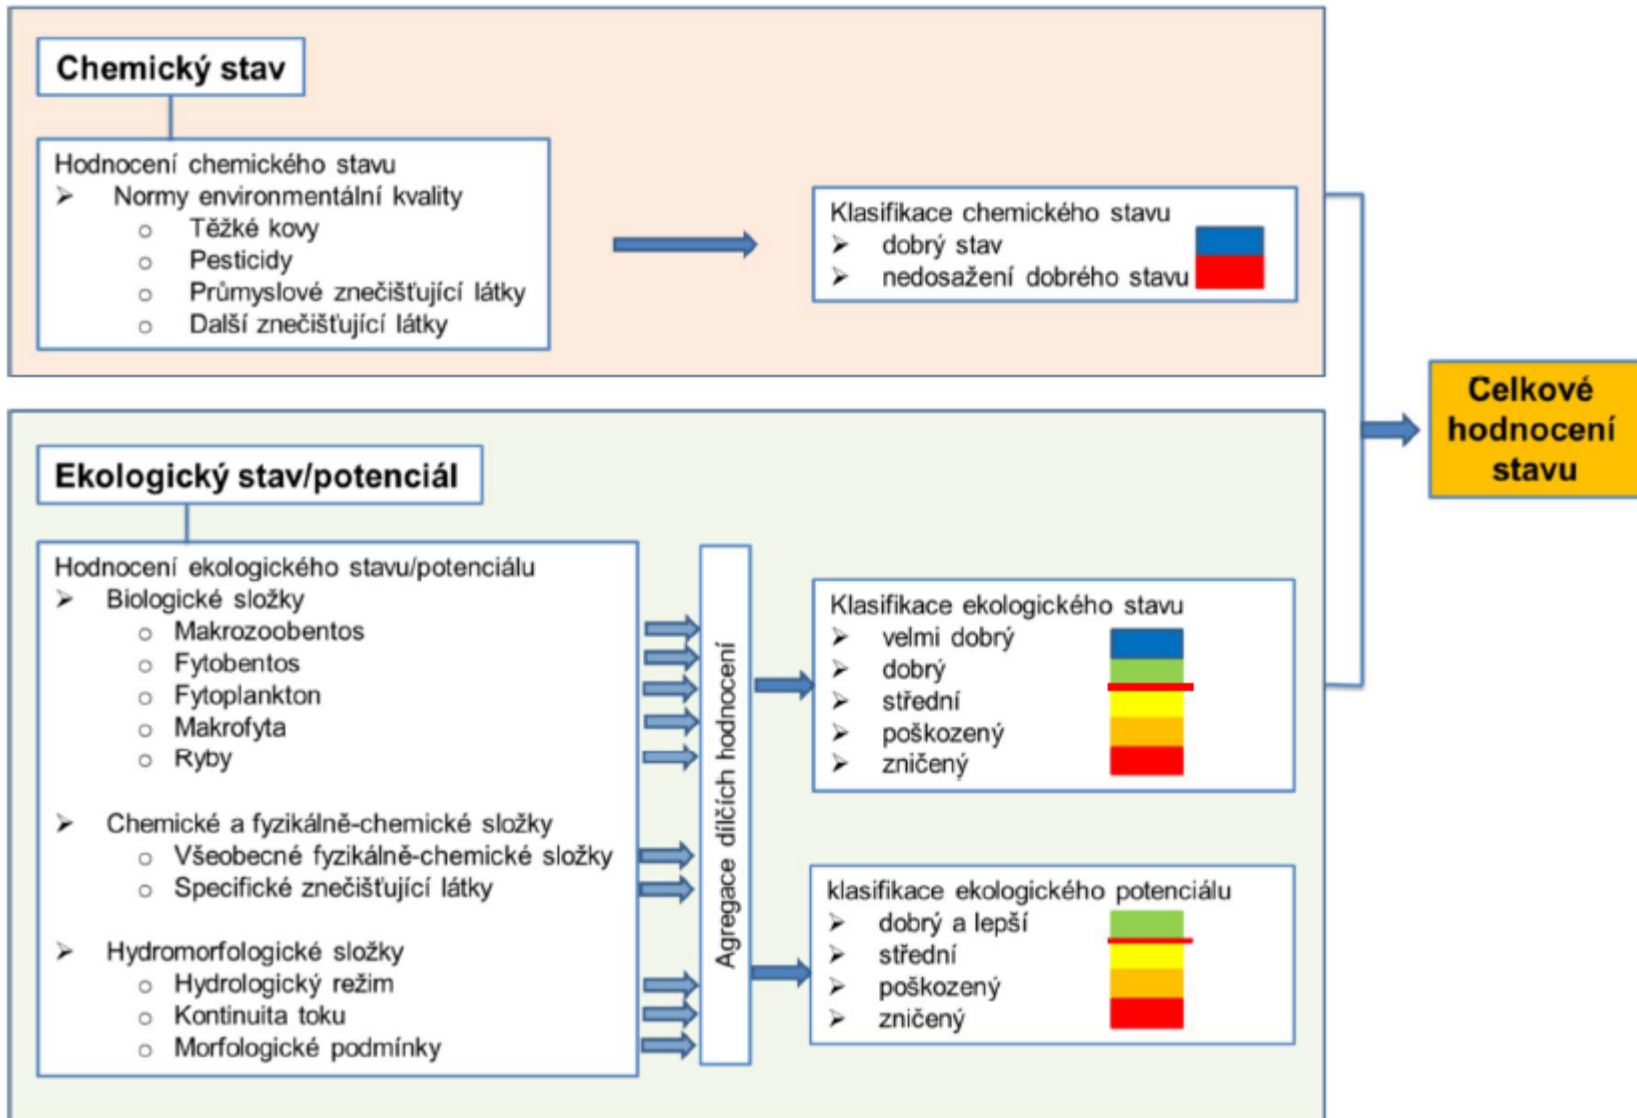 Chemický stav
Hodnocení chemického stavu
➢ Normy environmentální kvality
o Těžké kovy
o Pesticidy
o Průmyslové znečišťující látky
o Další znečišťující látky
Klasifikace chemického stavu
➢ dobrý stav
➢ nedosažení dobrého stavu
Celkové
hodnocení
stavu
Ekologický stav/potenciál
Hodnocení ekologického stavu/potenciálu
➢ Biologické složky
o Makrozoobentos
o Fytobentos
o Fytoplankton
o Makrofyta
o Ryby
➢ Chemické a fyzikálně-chemické složky
o Všeobecné fyzikálně-chemické složky
o Specifické znečišťující látky
➢ Hydromorfologické složky
o Hydrologický režim
o Kontinuita toku
o Morfologické podmínky
Agregace dílčích hodnocení
Klasifikace ekologického stavu
➢ velmi dobrý
➢ dobrý
➢ střední
➢ poškozený
➢ zničený
klasifikace ekologického potenciálu
➢ dobrý a lepší
➢ střední
➢ poškozený
➢ zničený